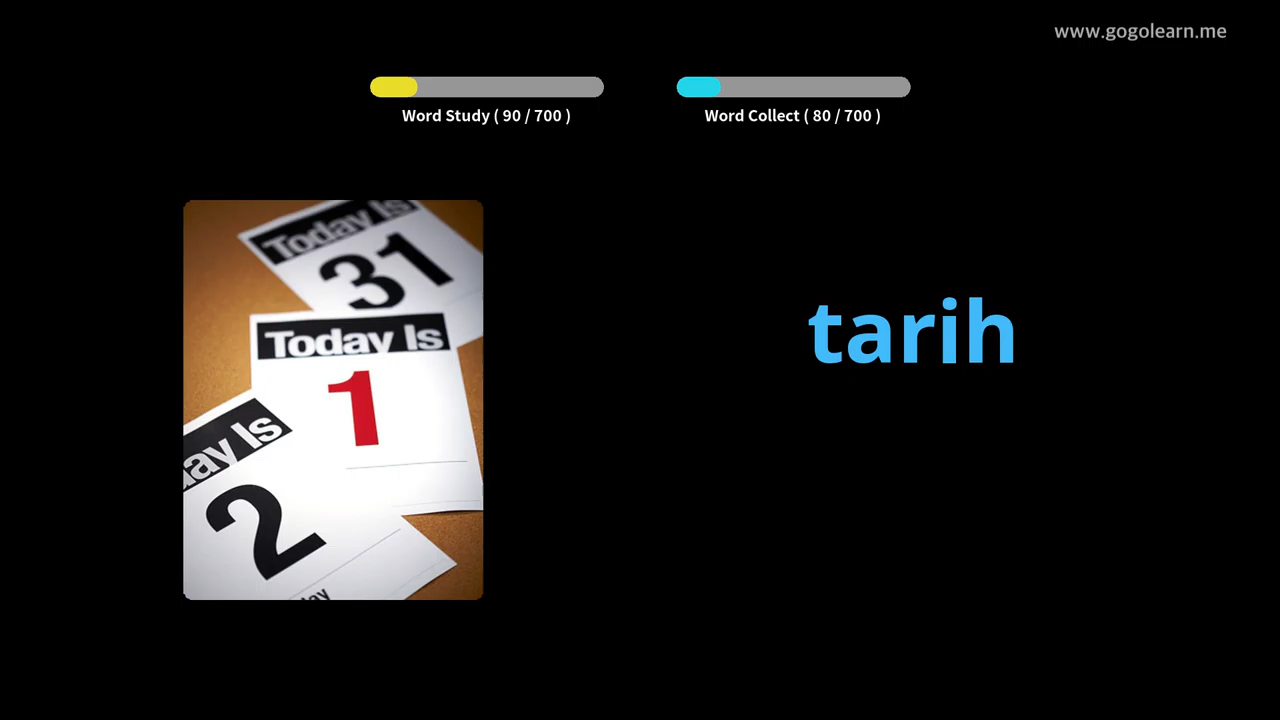 www.gogolearn.me
Word Study ( 90 / 700 )
Word Collect ( 80 / 700 )
Today Is
31
Today Is
1
ay Is
2
tarih